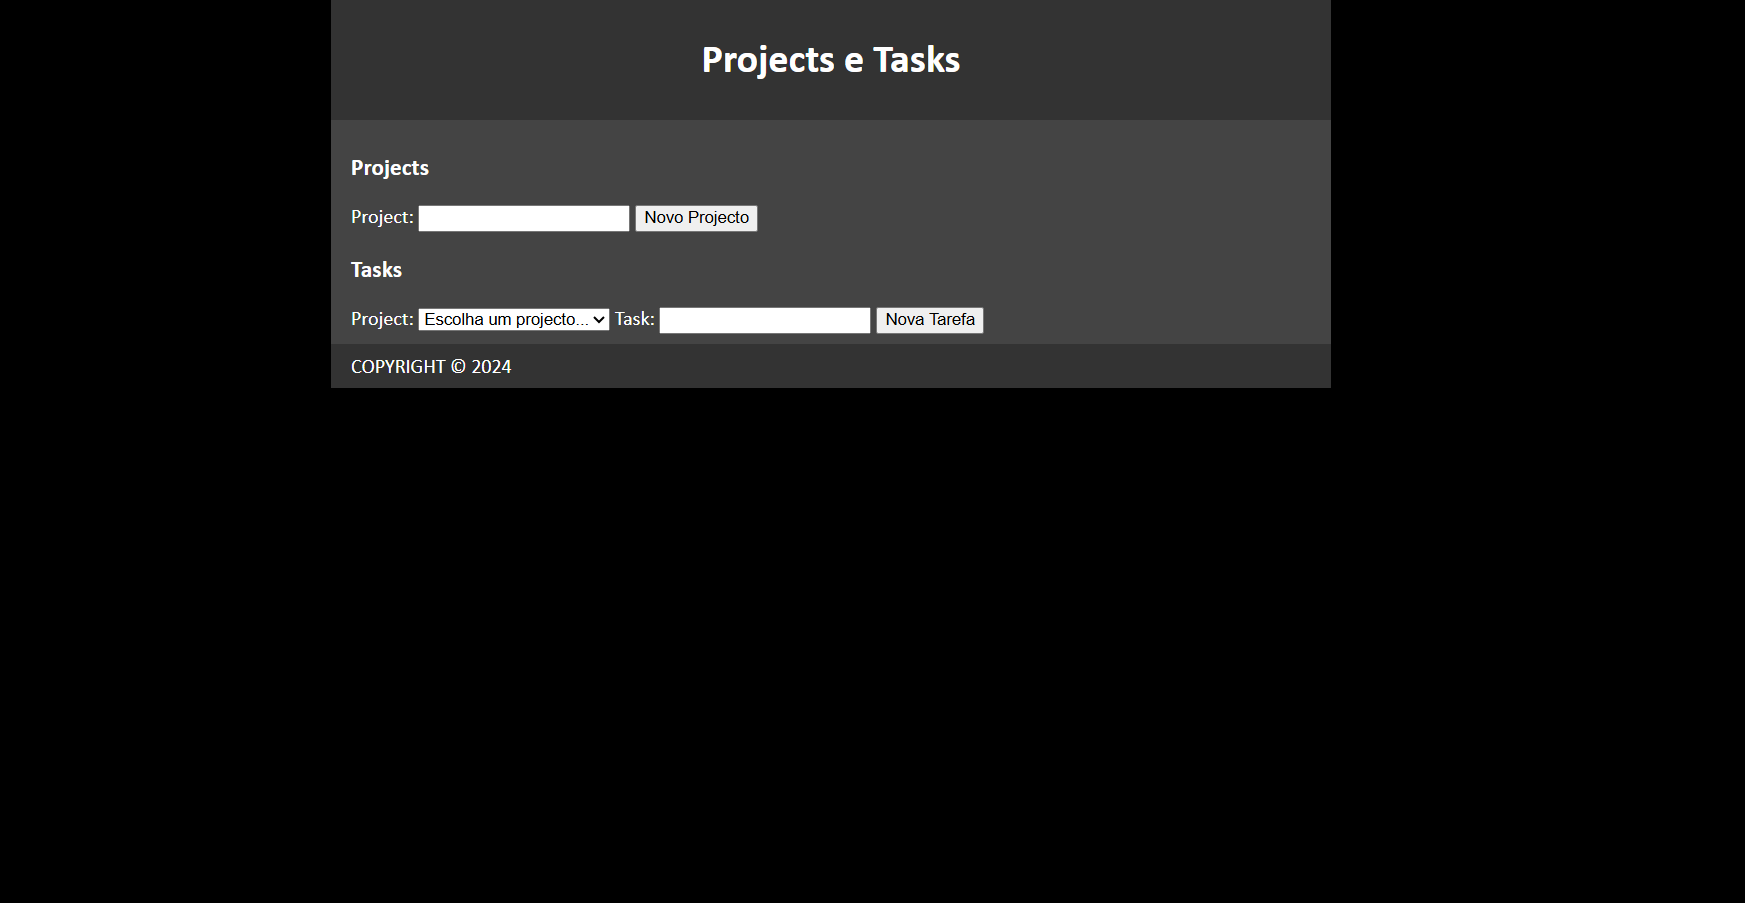 Projects e Tasks
Projects
Project: Novo Projecto
Tasks
Project: Escolha um projecto... Task: Nova Tarefa
COPYRIGHT © 2024